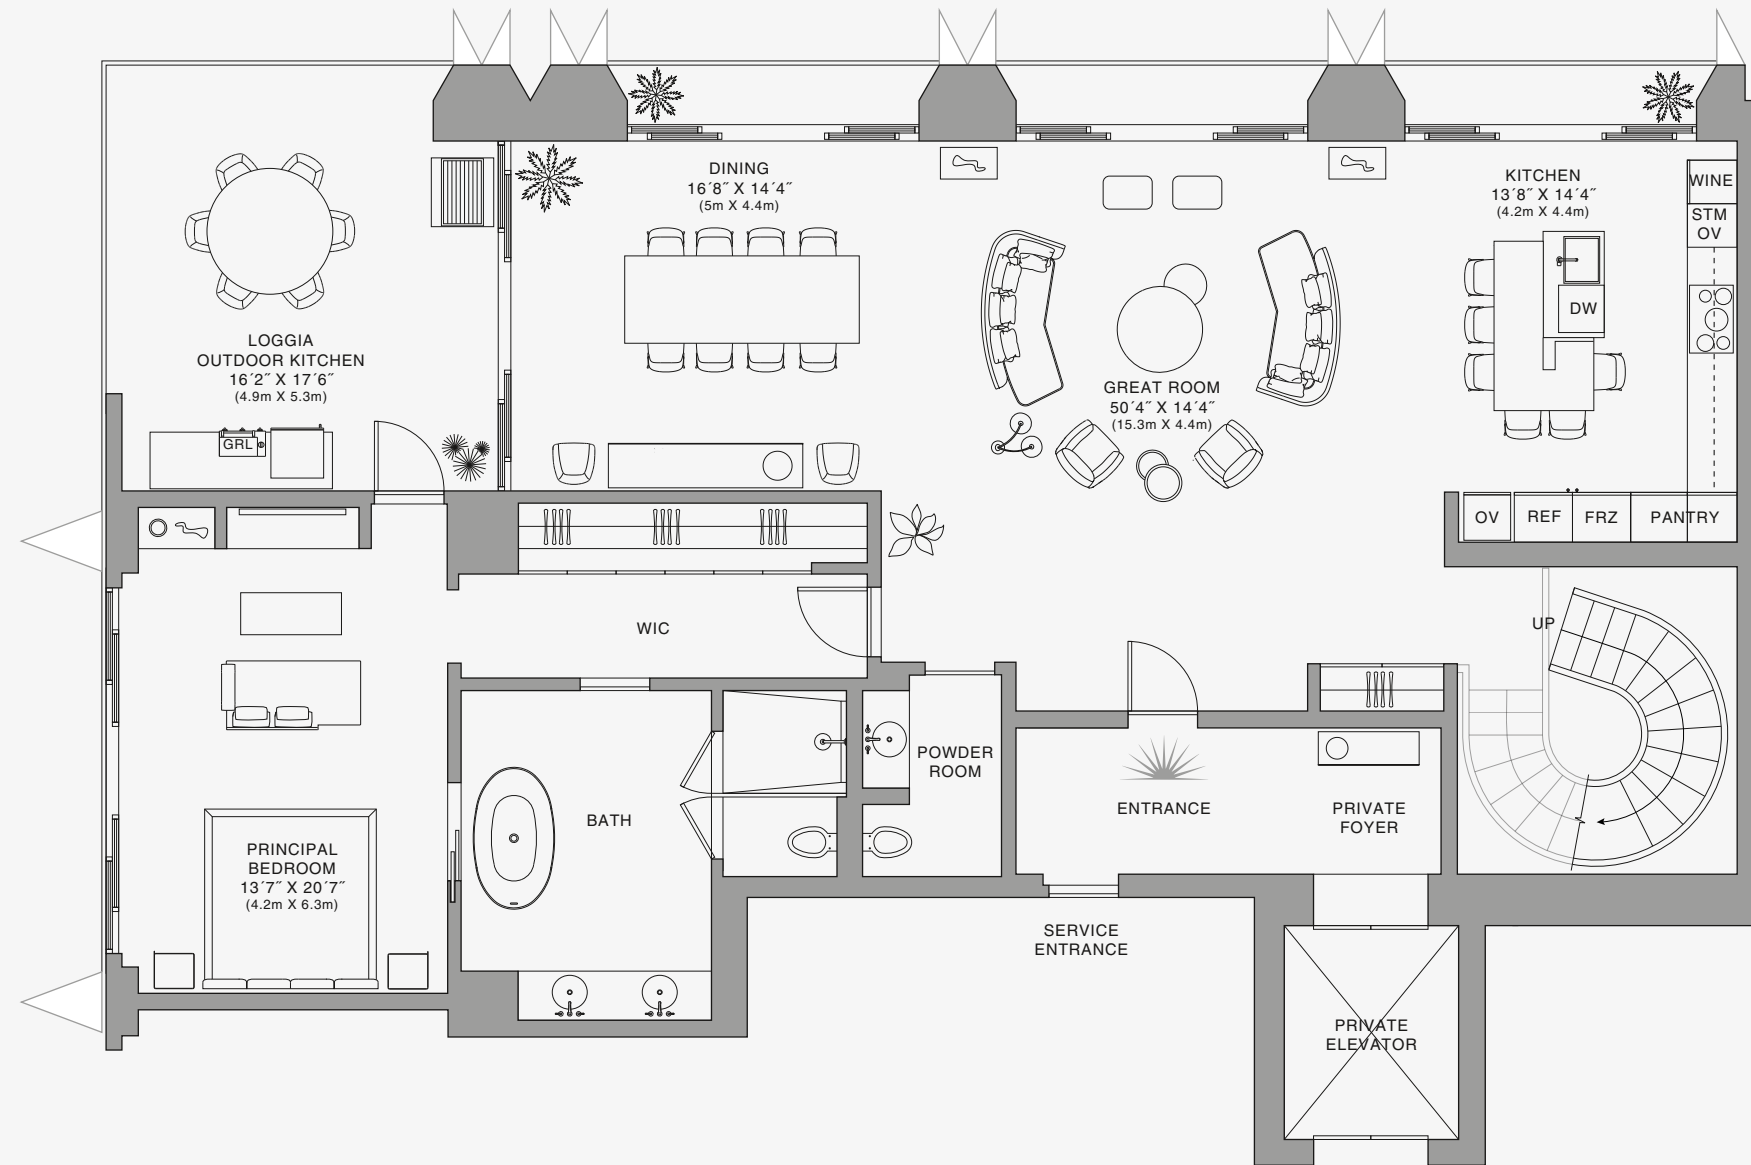 DINING
16´8˝ X 14´4˝
(5m X 4.4m)
KITCHEN
13´8˝ X 14´4˝
(4.2m X 4.4m)
WINE
STM
OV
DW
LOGGIA
OUTDOOR KITCHEN
16´2˝ X 17´6˝
(4.9m X 5.3m)
GREAT ROOM
50´4˝ X 14´4˝
(15.3m X 4.4m)
GRL
OV
REF
FRZ
PANTRY
WIC
UP
POWDER
ROOM
BATH
ENTRANCE
PRIVATE
FOYER
PRINCIPAL
BEDROOM
13´7˝ X 20´7˝
(4.2m X 6.3m)
SERVICE
ENTRANCE
PRIVATE
ELEVATOR